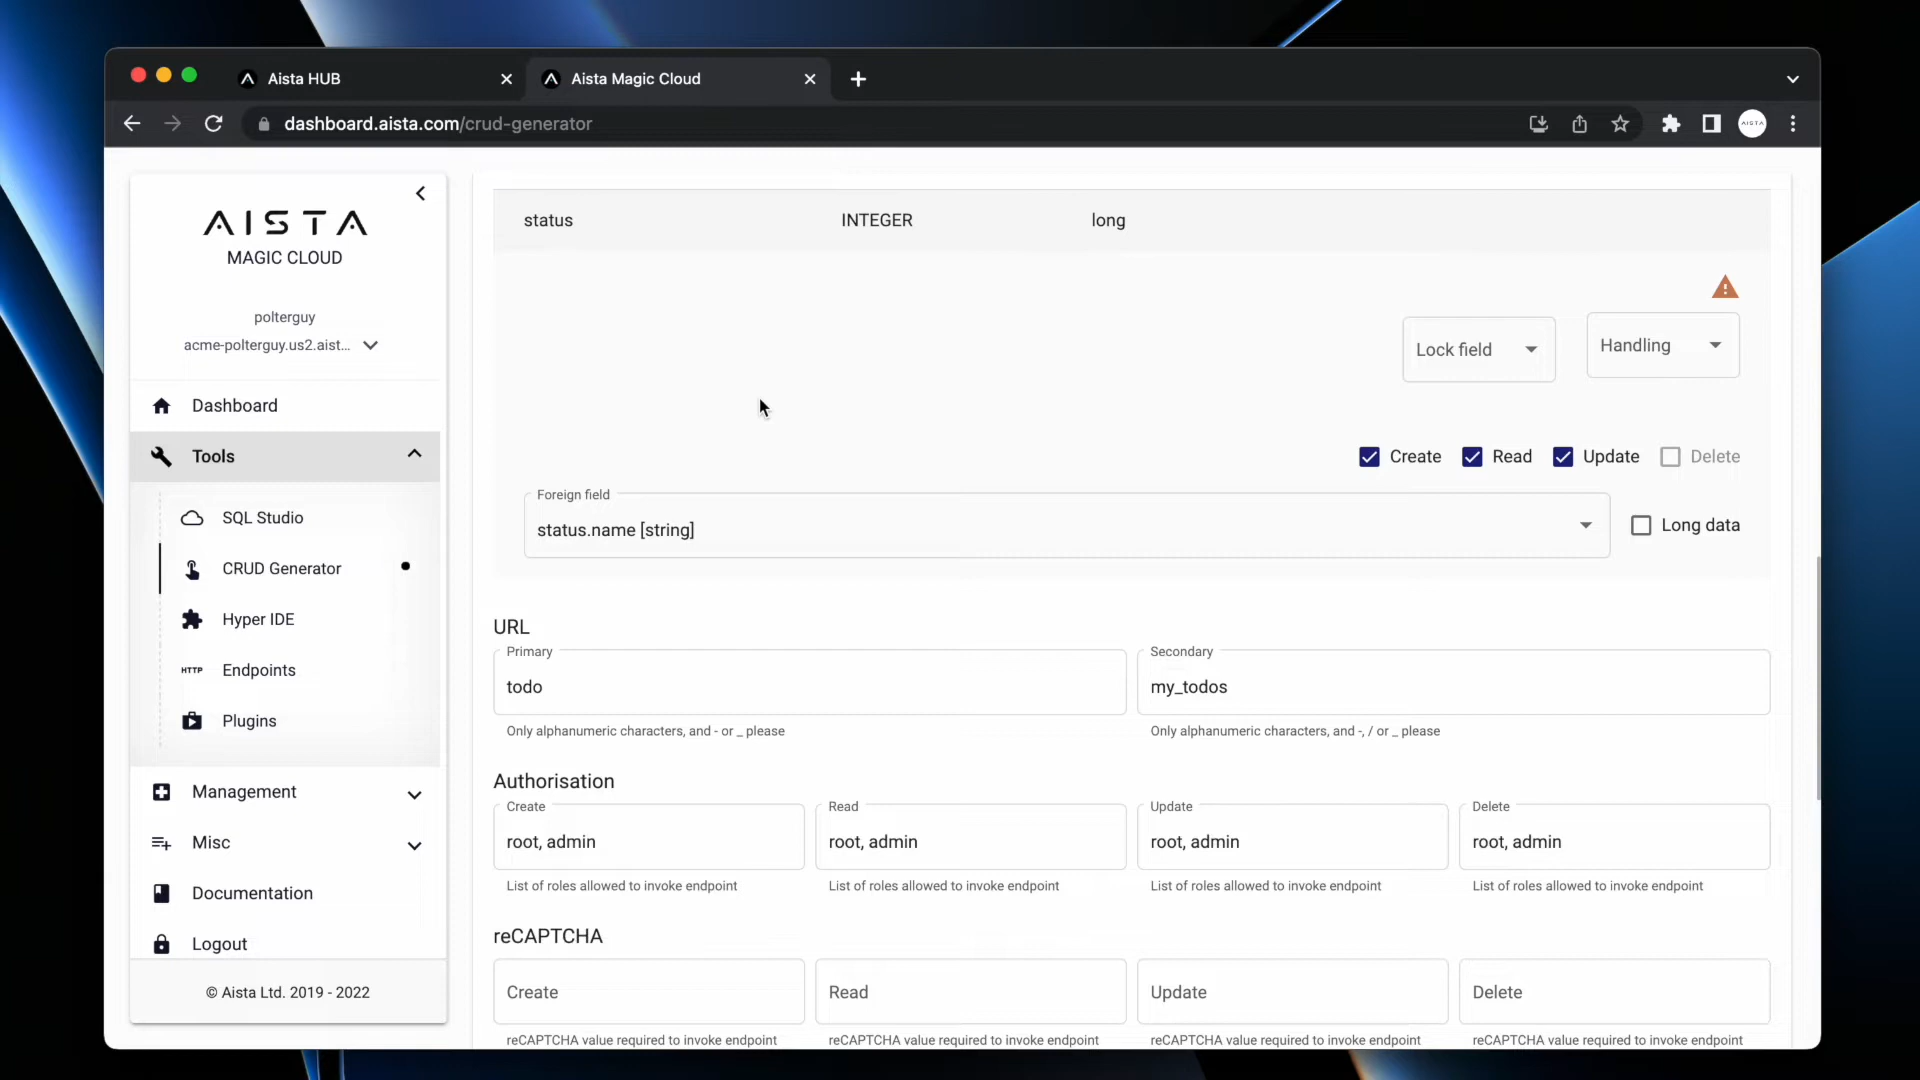 Aista HUB
Aista Magic Cloud
dashboard.aista.com/crud-generator
AISTA
AISTA
MAGIC CLOUD
polterguy
acme-polterguy.us2.aist...
Dashboard
Tools
SQL Studio
CRUD Generator
Hyper IDE
HTTP Endpoints
Plugins
Management
Misc
Documentation
Logout
© Aista Ltd. 2019 - 2022
status INTEGER long
Lock field Handling
Create Read Update Delete
Foreign field
status.name [string] Long data
URL
Primary Secondary
todo my_todos
Only alphanumeric characters, and - or _ please Only alphanumeric characters, and -, / or _ please
Authorisation
Create Read Update Delete
root, admin root, admin root, admin root, admin
List of roles allowed to invoke endpoint List of roles allowed to invoke endpoint List of roles allowed to invoke endpoint List of roles allowed to invoke endpoint
reCAPTCHA
Create Read Update Delete
reCAPTCHA value required to invoke endpoint reCAPTCHA value required to invoke endpoint reCAPTCHA value required to invoke endpoint reCAPTCHA value required to invoke endpoint